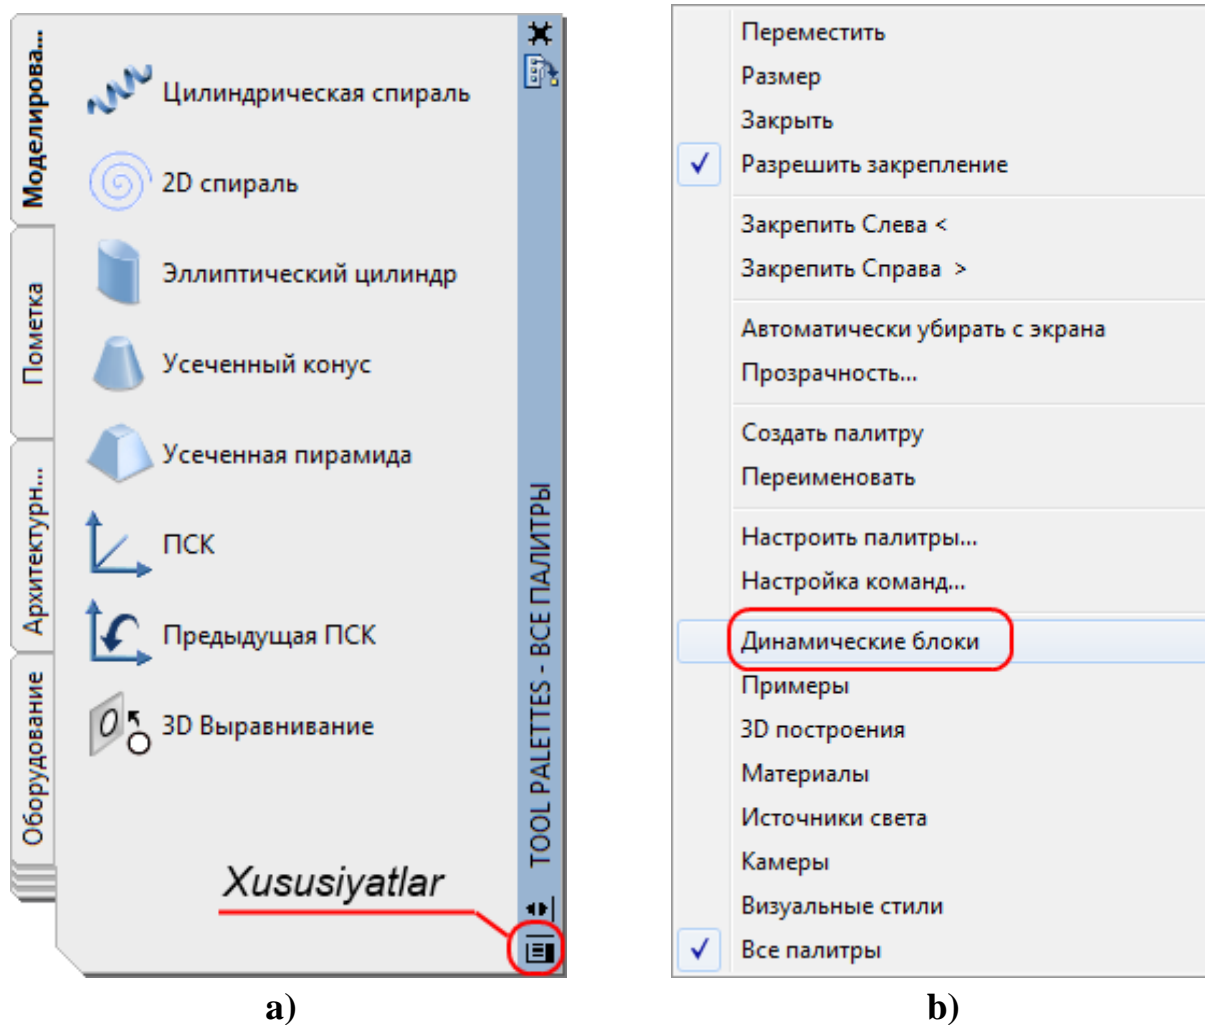 Моделирова...
Пометка
Архитектурн...
Оборудование
Цилиндрическая спираль
2D спираль
Эллиптический цилиндр
Усеченный конус
Усеченная пирамида
ПСК
Предыдущая ПСК
3D Выравнивание
Xususiyatlar
TOOL PALETTES - ВСЕ ПАЛИТРЫ
a)
Переместить
Размер
Закрыть
Разрешить закрепление
Закрепить Слева <
Закрепить Справа >
Автоматически убирать с экрана
Прозрачность...
Создать палитру
Переименовать
Настроить палитры...
Настройка команд...
Динамические блоки
Примеры
3D построения
Материалы
Источники света
Камеры
Визуальные стили
Все палитры
b)